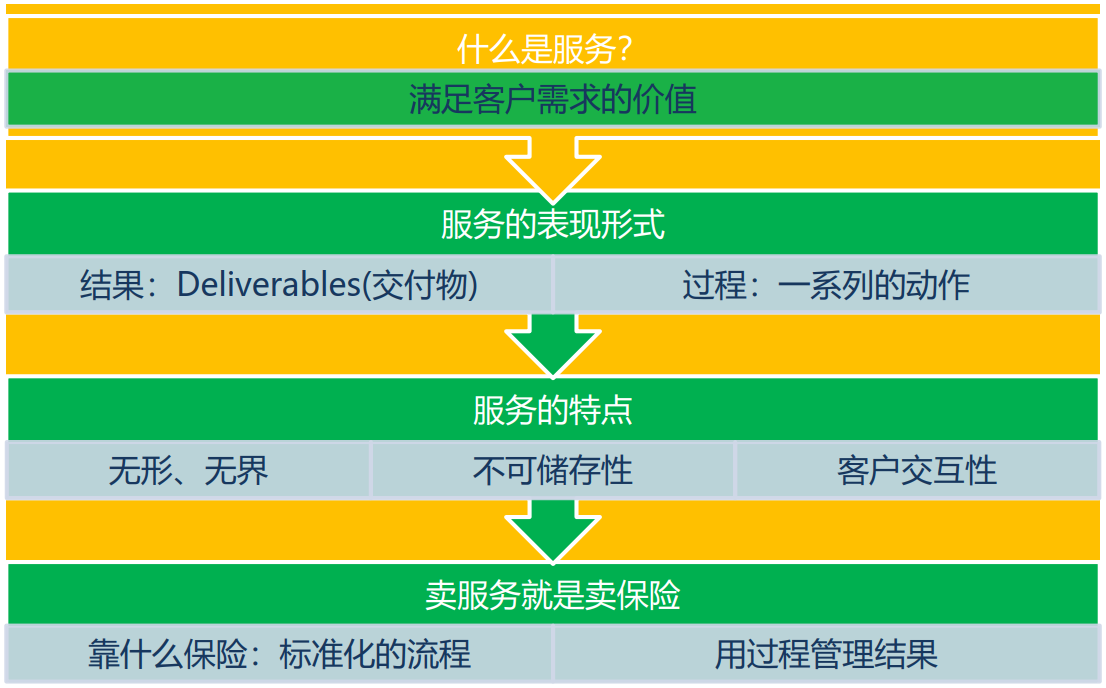 什么是服务？
满足客户需求的价值
服务的表现形式
结果：Deliverables(交付物)
过程：一系列的动作
服务的特点
无形、无界
不可储存性
客户交互性
卖服务就是卖保险
靠什么保险：标准化的流程
用过程管理结果